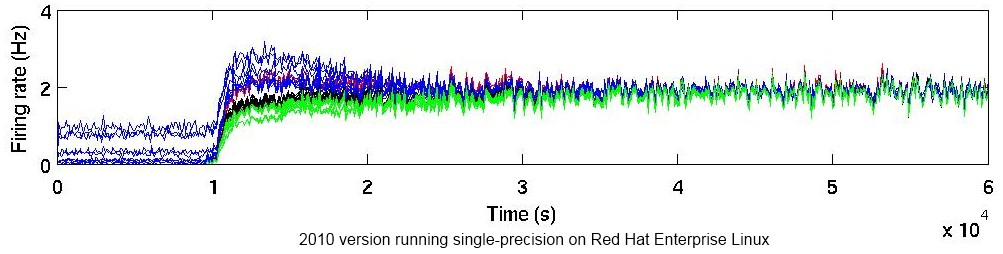 4
2
0
Firing rate (Hz)
0 1 2 3 4 5 6
Time (s)
x 10^4
2010 version running single-precision on Red Hat Enterprise Linux